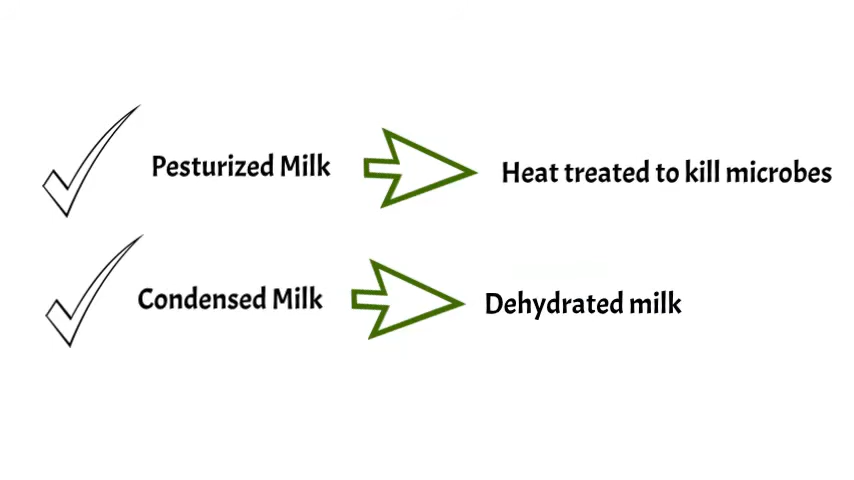 Pesturized Milk
Heat treated to kill microbes
Condensed Milk
Dehydrated milk